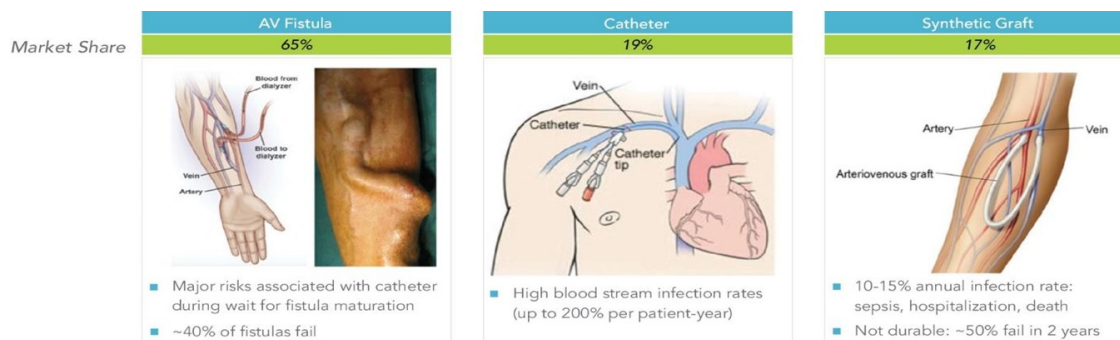 AV Fistula
Catheter
Synthetic Graft
Market Share
65%
19%
17%
Blood from
dialyzer
Blood to
dialyzer
Vein
Artery
Vein
Catheter
Catheter
tip
Artery
Vein
Arteriovenous graft
■ Major risks associated with catheter
during wait for fistula maturation
■ ~40% of fistulas fail
■ High blood stream infection rates
(up to 200% per patient-year)
■ 10-15% annual infection rate:
sepsis, hospitalization, death
■ Not durable: ~50% fail in 2 years